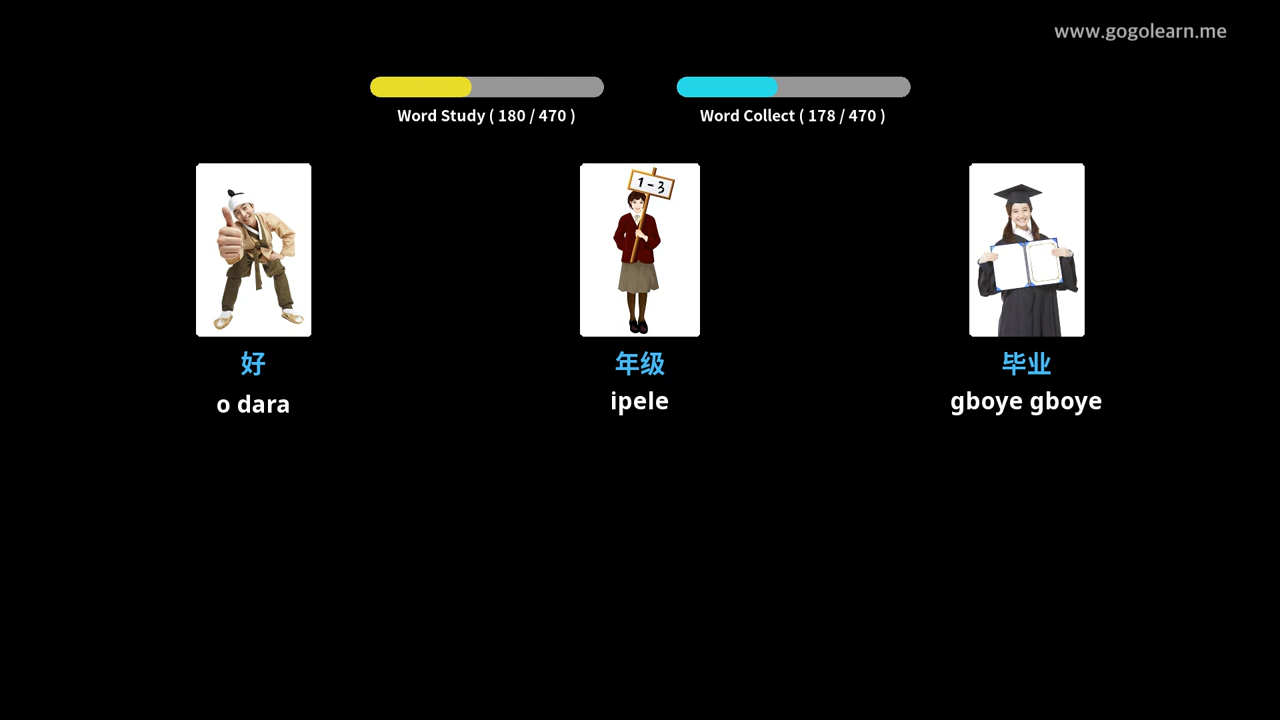 www.gogolearn.me
Word Study ( 180 / 470 )
Word Collect ( 178 / 470 )
1 - 3
好
年级
毕业
o dara
ipele
gboye gboye